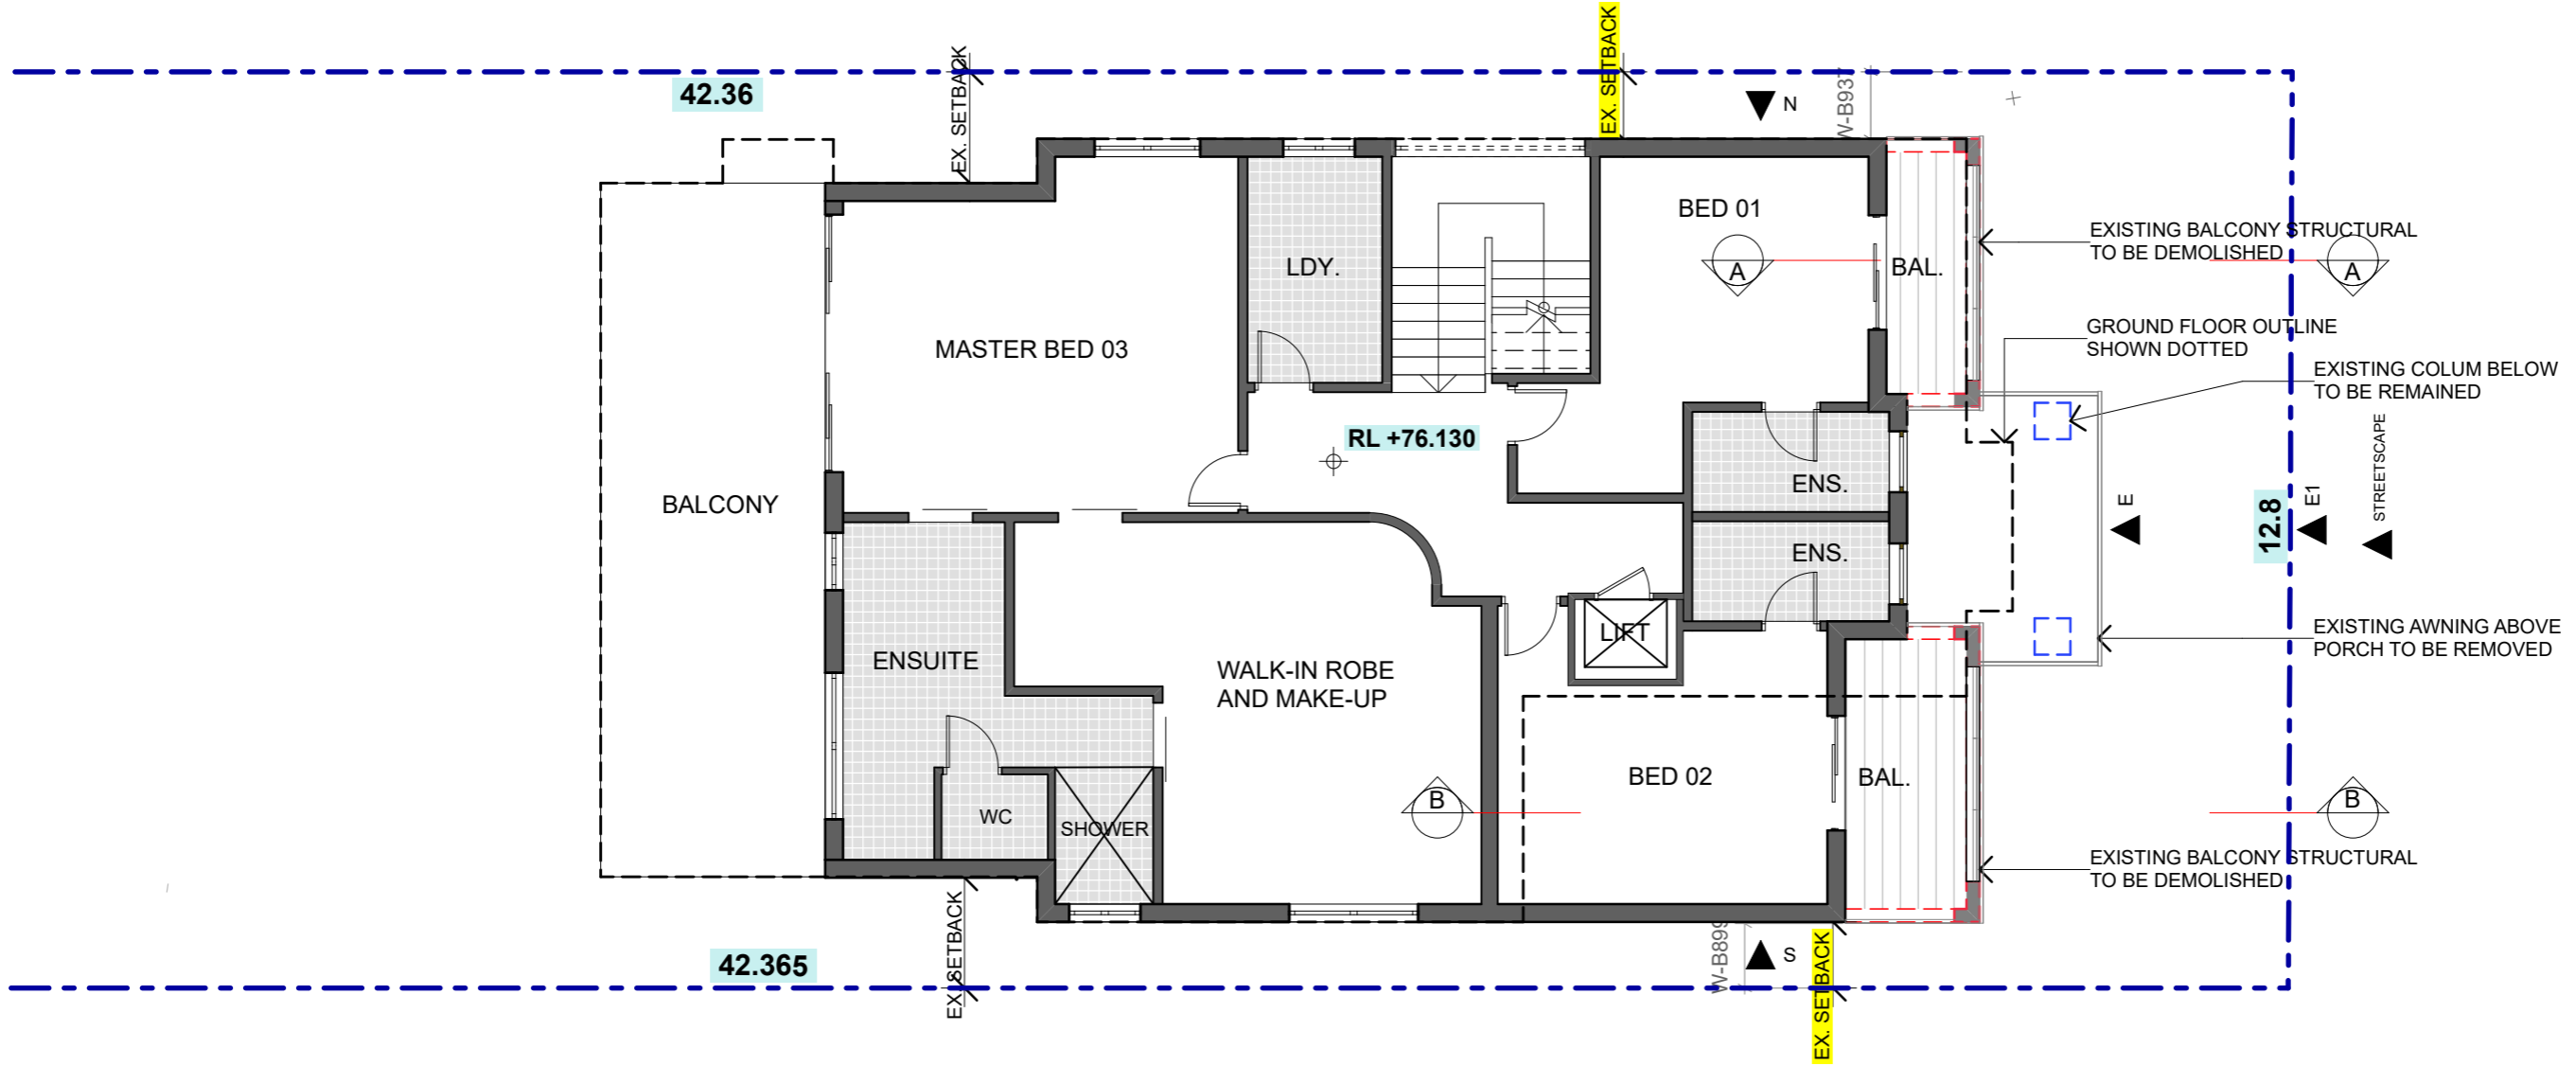 EX. SETBACK
EX. SETBACK
42.36
N
W-B937
BED 01
EXISTING BALCONY STRUCTURAL
TO BE DEMOLISHED
A
A
BAL.
LDY.
GROUND FLOOR OUTLINE
SHOWN DOTTED
MASTER BED 03
EXISTING COLUM BELOW
TO BE REMAINED
RL +76.130
STREETSCAPE
ENS.
BALCONY
E
E1
12.8
ENS.
LIFT
EXISTING AWNING ABOVE
PORCH TO BE REMOVED
ENSUITE
WALK-IN ROBE
AND MAKE-UP
BED 02
BAL.
B
B
WC
SHOWER
EXISTING BALCONY STRUCTURAL
TO BE DEMOLISHED
EX.SETBACK
42.365
W-B899
S
EX. SETBACK